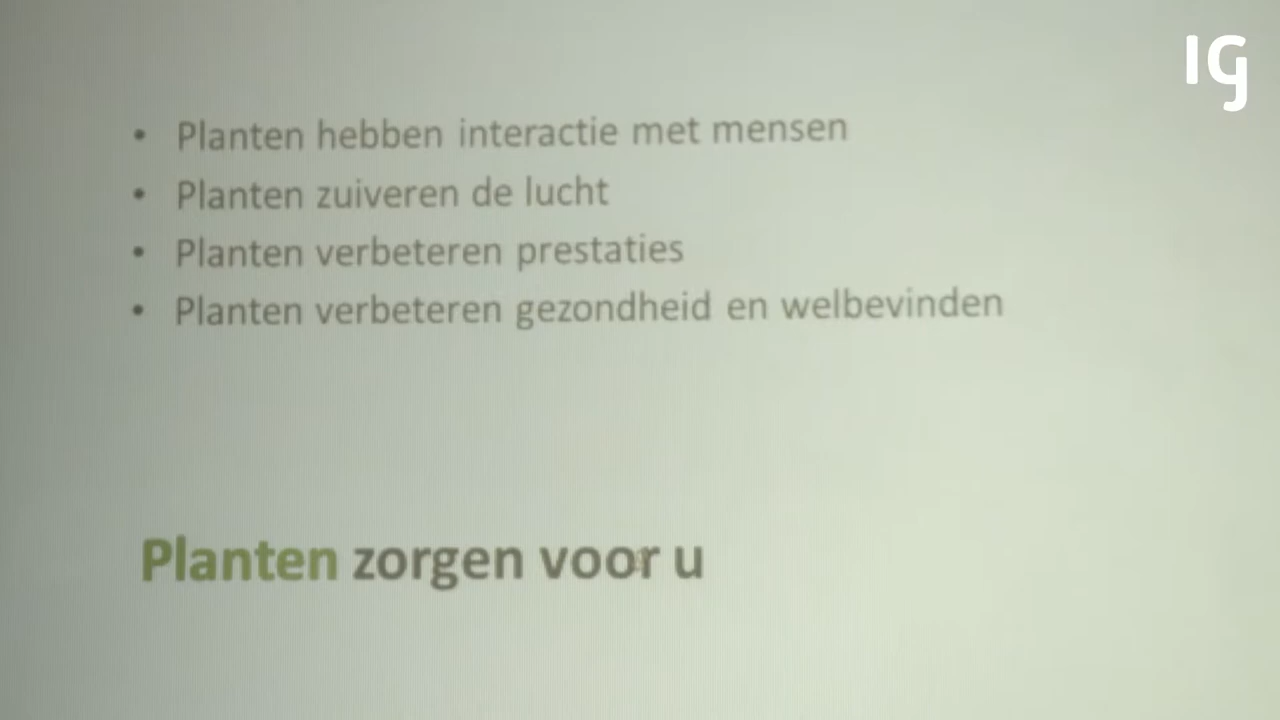 IG
• Planten hebben interactie met mensen
• Planten zuiveren de lucht
• Planten verbeteren prestaties
• Planten verbeteren gezondheid en welbevinden
Planten zorgen voor u